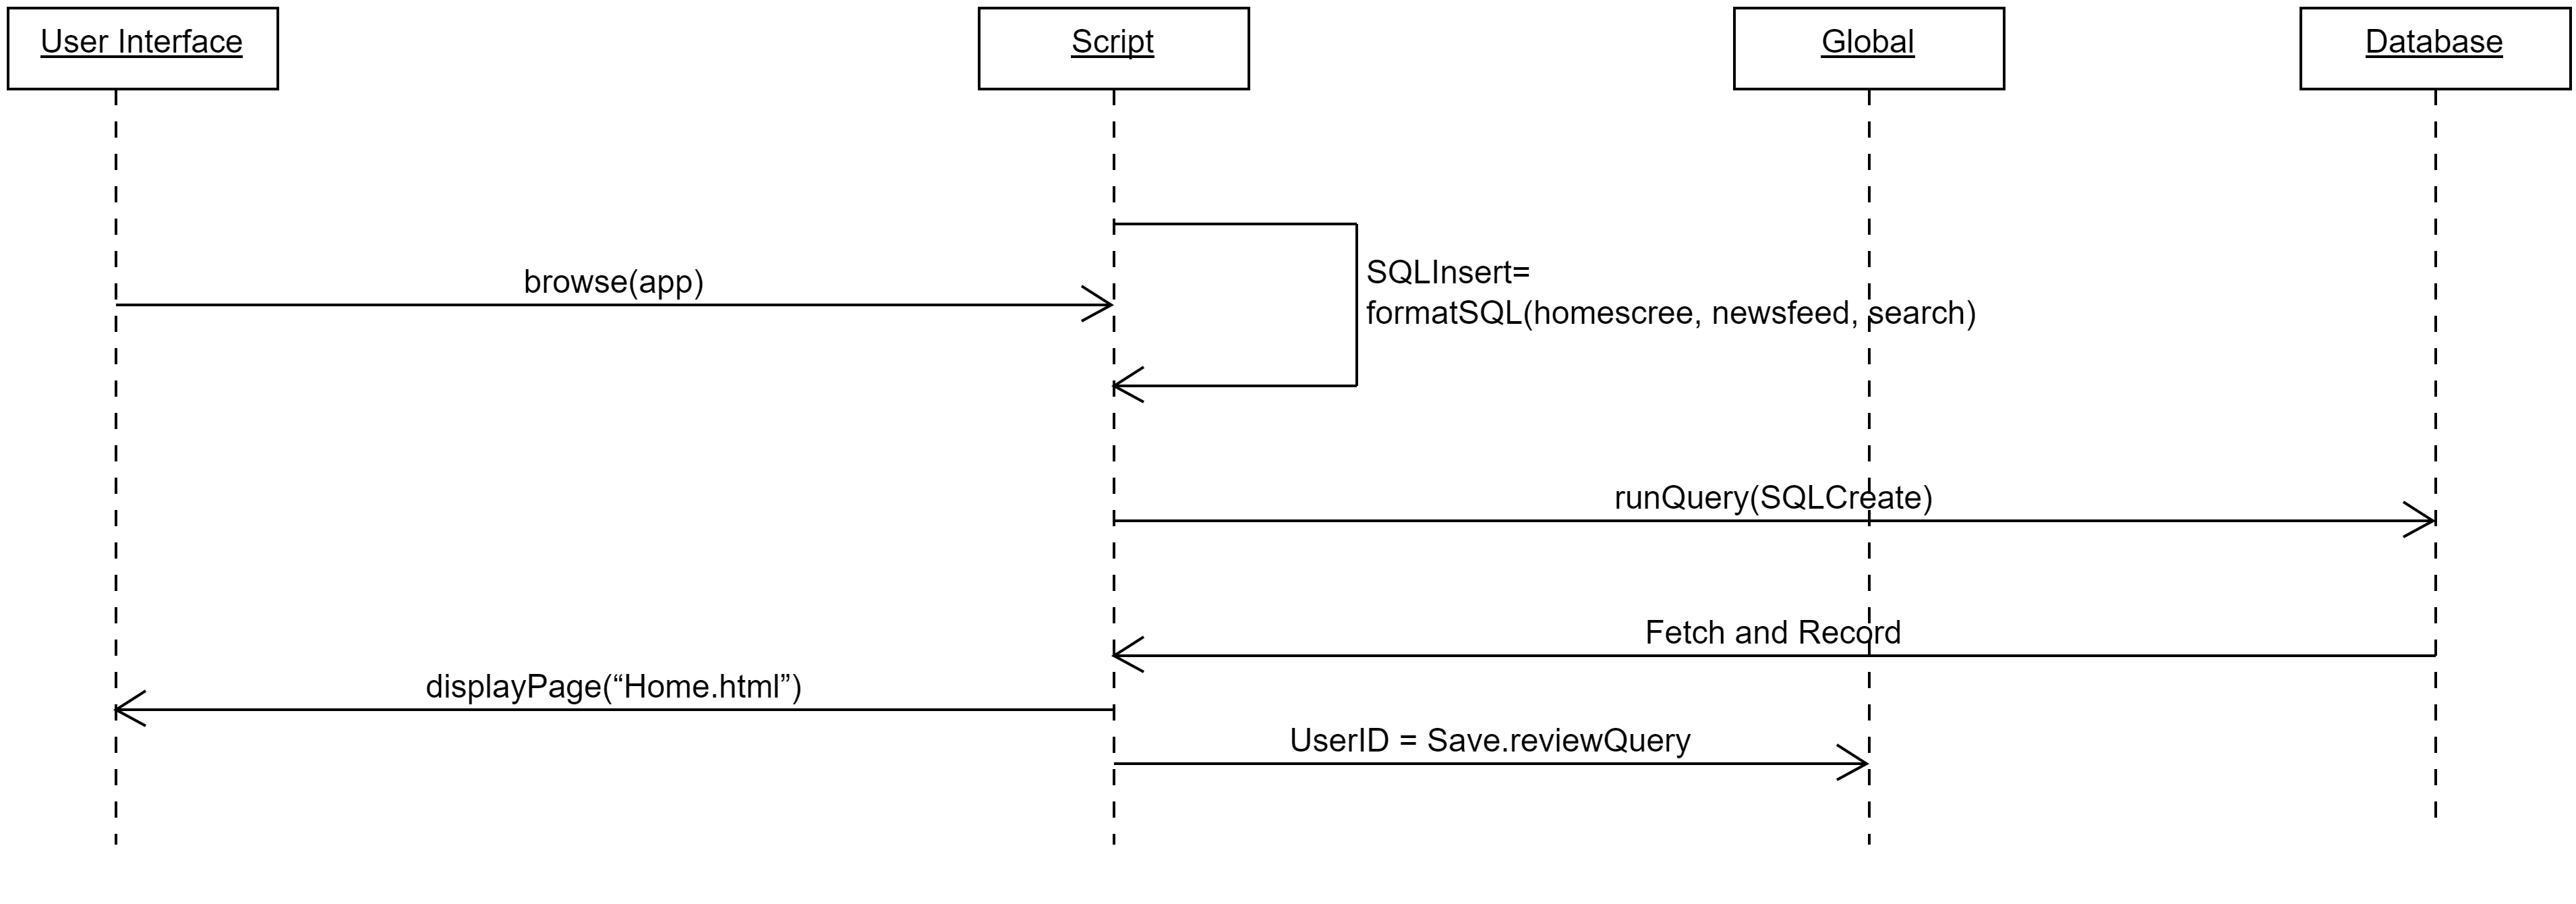 User Interface
Script
Global
Database
browse(app)
SQLInsert=
formatSQL(homescree, newsfeed, search)
runQuery(SQLCreate)
Fetch and Record
displayPage(“Home.html”)
UserID = Save.reviewQuery